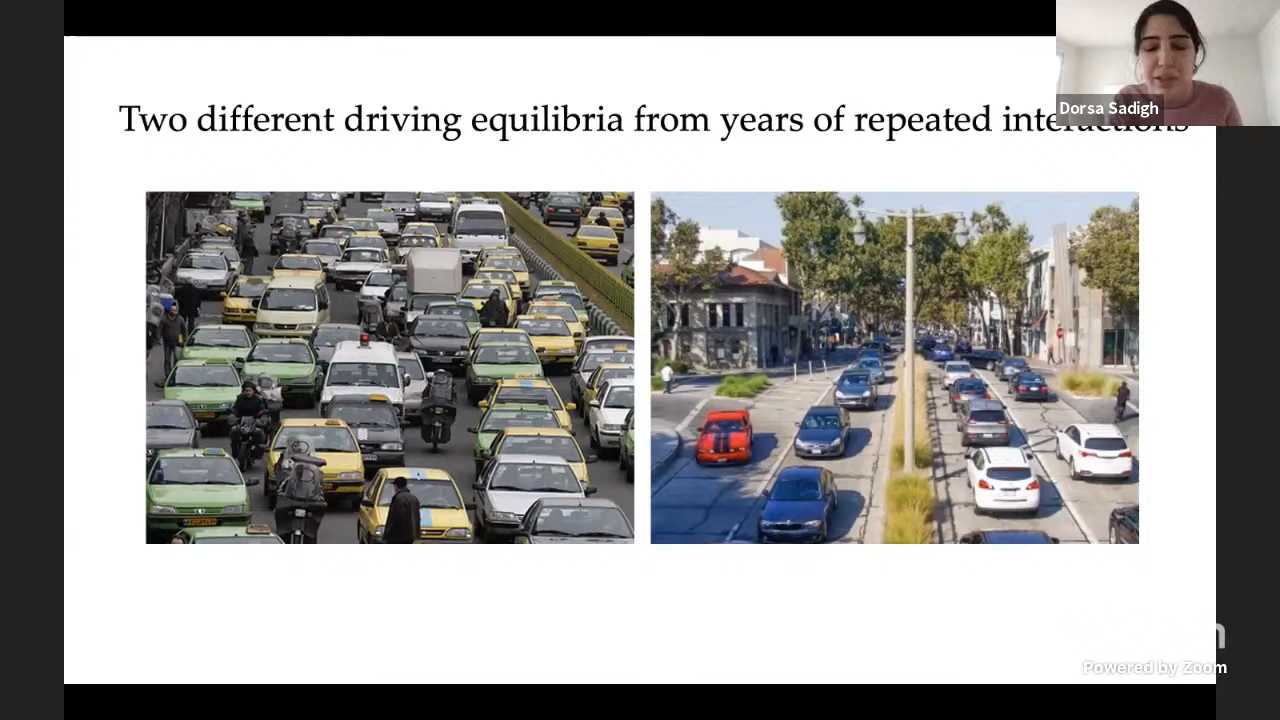 Two different driving equilibria from years of repeated interactions
Dorsa Sadigh
Powered by Zoom